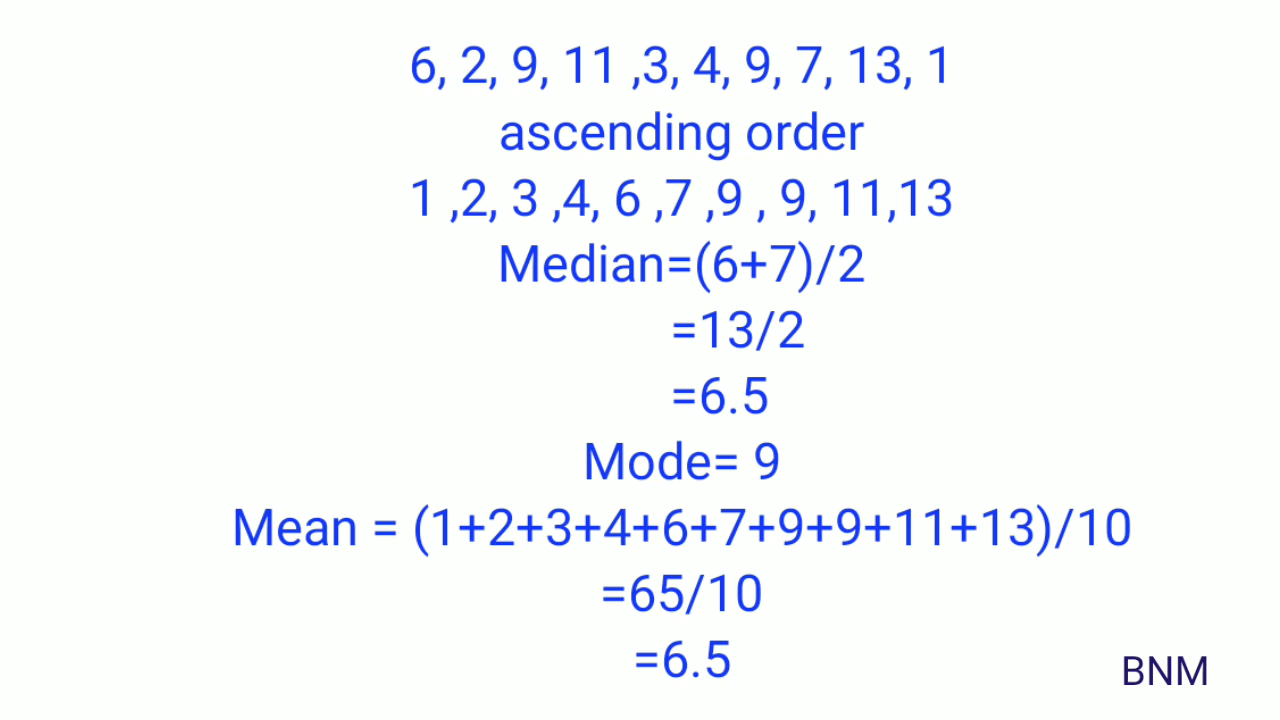 6, 2, 9, 11 ,3, 4, 9, 7, 13, 1
ascending order
1 ,2, 3 ,4, 6 ,7 ,9 , 9, 11,13
Median=(6+7)/2
=13/2
=6.5
Mode= 9
Mean = (1+2+3+4+6+7+9+9+11+13)/10
=65/10
=6.5
BNM